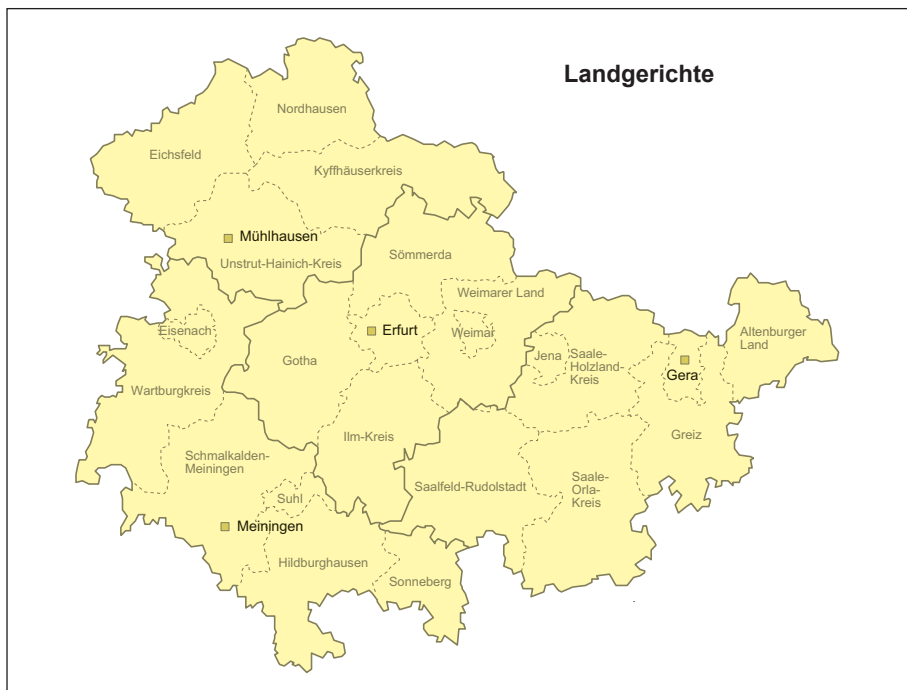 Landgerichte
Nordhausen
Eichsfeld
Kyffhäuserkreis
Mühlhausen
Unstrut-Hainich-Kreis
Sömmerda
Weimarer Land
Eisenach
Erfurt
Weimar
Altenburger
Land
Gotha
Jena
Saale-
Holzland-
Kreis
Gera
Wartburgkreis
Ilm-Kreis
Greiz
Schmalkalden-
Meiningen
Suhl
Saalfeld-Rudolstadt
Saale-
Orla-
Kreis
Meiningen
Hildburghausen
Sonneberg